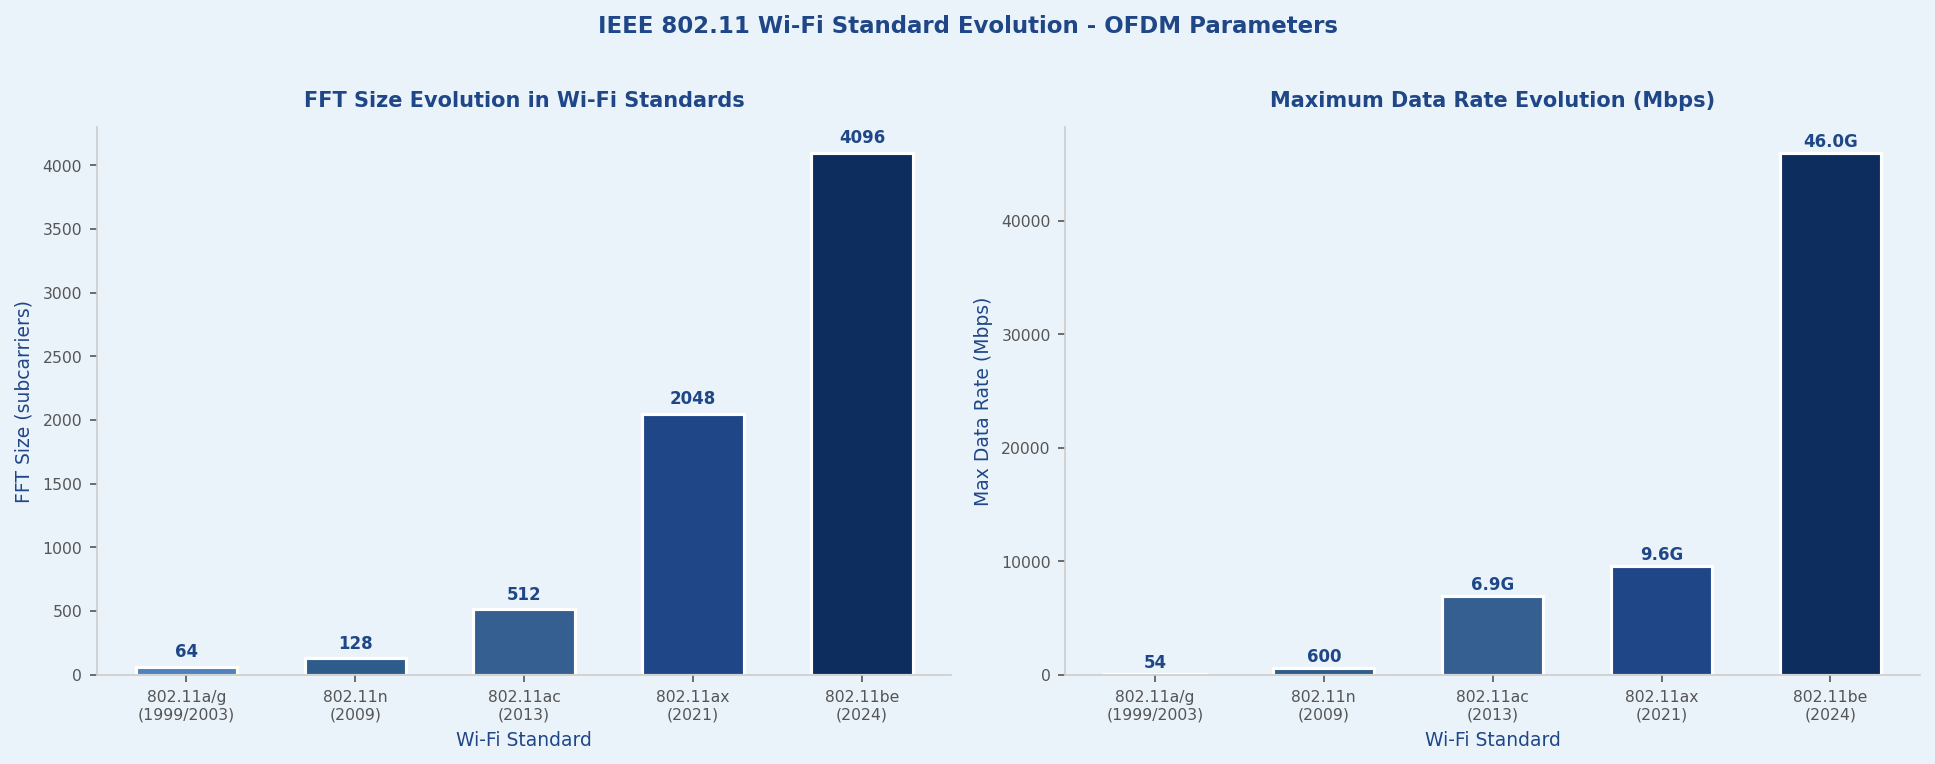 IEEE 802.11 Wi-Fi Standard Evolution - OFDM Parameters
FFT Size Evolution in Wi-Fi Standards
FFT Size (subcarriers)
4000
3500
3000
2500
2000
1500
1000
500
0
64
128
512
2048
4096
802.11a/g
(1999/2003)
802.11n
(2009)
802.11ac
(2013)
802.11ax
(2021)
802.11be
(2024)
Wi-Fi Standard
Maximum Data Rate Evolution (Mbps)
Max Data Rate (Mbps)
40000
30000
20000
10000
0
54
600
6.9G
9.6G
46.0G
802.11a/g
(1999/2003)
802.11n
(2009)
802.11ac
(2013)
802.11ax
(2021)
802.11be
(2024)
Wi-Fi Standard